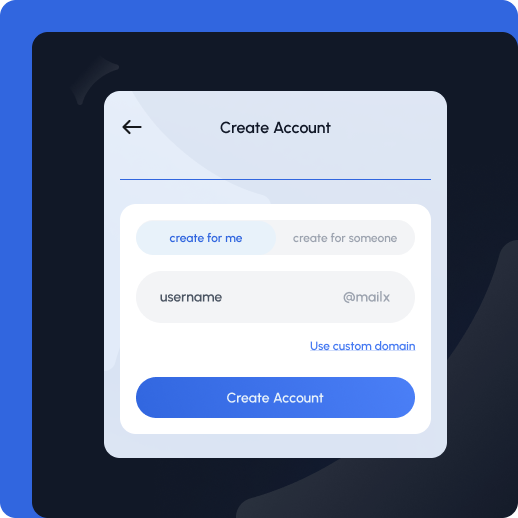 Create Account
create for me
create for someone
username
@mailx
Use custom domain
Create Account